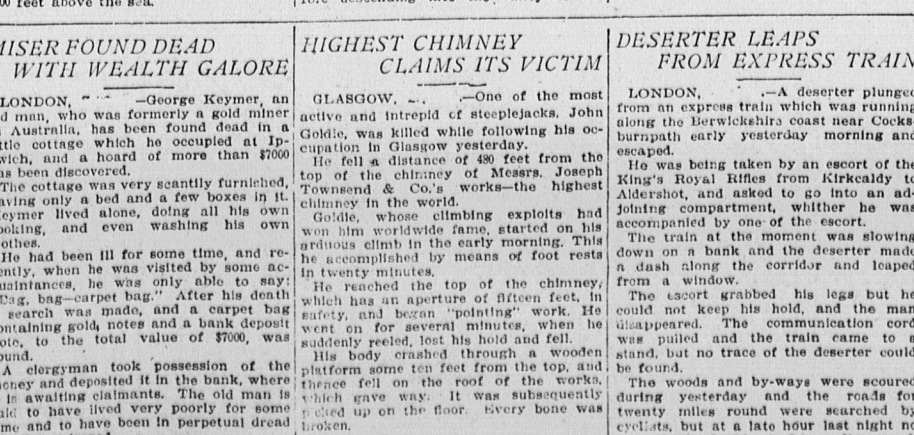 00 feet above the sea.
MISER FOUND DEAD
WITH WEALTH GALORE
LONDON, —George Keymer, an
d man, who was formerly a gold miner
Australia, has been found dead in a
ttle cottage which he occupied at Ip-
wich, and a hoard of more than $7000
as been discovered.
The cottage was very scantily furnished,
aving only a bed and a few boxes in it.
eymer lived alone, doing all his own
ooking, and even washing his own
othes.
He had been ill for some time, and re-
ently, when he was visited by some ac-
uaintances, he was only able to say:
Bag, bag—carpet bag." After his death
search was made, and a carpet bag
ontaining gold, notes and a bank deposit
ote, to the total value of $7000, was
ound.
A clergyman took possession of the
oney and deposited it in the bank, where
is awaiting claimants. The old man is
aid to have lived very poorly for some
me and to have been in perpetual dread
HIGHEST CHIMNEY
CLAIMS ITS VICTIM
GLASGOW, —One of the most
active and intrepid of steeplejacks, John
Goldie, was killed while following his oc-
cupation in Glasgow yesterday.
He fell a distance of 480 feet from the
top of the chimney of Messrs. Joseph
Townsend & Co.'s works—the highest
chimney in the world.
Goldie, whose climbing exploits had
won him worldwide fame, started on his
arduous climb in the early morning. This
he accomplished by means of foot rests
in twenty minutes.
He reached the top of the chimney,
which has an aperture of fifteen feet, in
safety, and began "pointing" work. He
went on for several minutes, when he
suddenly reeled, lost his hold and fell.
His body crashed through a wooden
platform some ten feet from the top, and
thence fell on the roof of the works,
which gave way. It was subsequently
picked up on the floor. Every bone was
broken.
DESERTER LEAPS
FROM EXPRESS TRAIN
LONDON, —A deserter plunged
from an express train which was running
along the Berwickshire coast near Cocks-
burnpath early yesterday morning and
escaped.
He was being taken by an escort of the
King's Royal Rifles from Kirkcaldy to
Aldershot, and asked to go into an ad-
joining compartment, whither he was
accompanied by one of the escort.
The train at the moment was slowing
down on a bank and the deserter made
a dash along the corridor and leaped
from a window.
The escort grabbed his legs but he
could not keep his hold, and the man
disappeared. The communication cord
was pulled and the train came to a
stand, but no trace of the deserter could
be found.
The woods and by-ways were scoured
during yesterday and the roads for
twenty miles round were searched by
cyclists, but at a late hour last night no